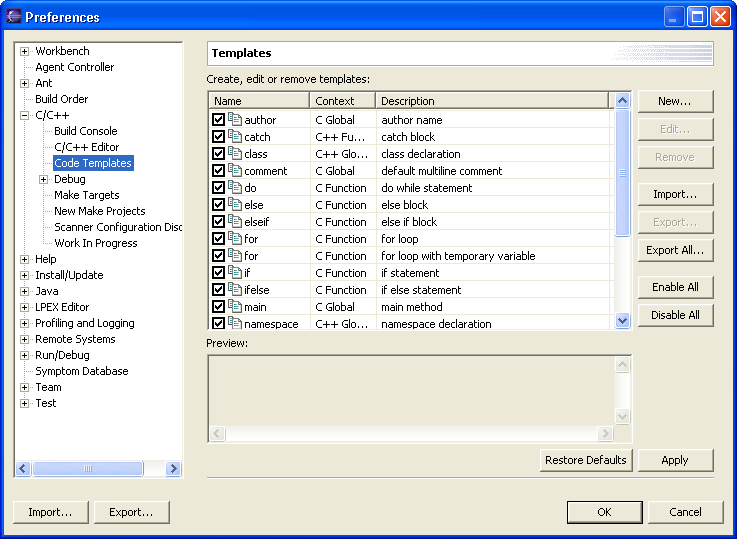 Preferences
Workbench
Agent Controller
Ant
Build Order
C/C++
Build Console
C/C++ Editor
Code Templates
Debug
Make Targets
New Make Projects
Scanner Configuration Disc
Work In Progress
Help
Install/Update
Java
LPEX Editor
Profiling and Logging
Remote Systems
Run/Debug
Symptom Database
Team
Test
Templates
Create, edit or remove templates:
Name Context Description
author C Global author name
catch C++ Fu... catch block
class C++ Glo... class declaration
comment C Global default multiline comment
do C Function do while statement
else C Function else block
elseif C Function else if block
for C Function for loop
for C Function for loop with temporary variable
if C Function if statement
ifelse C Function if else statement
main C Global main method
namespace C++ Glo... namespace declaration
New...
Edit...
Remove
Import...
Export...
Export All...
Enable All
Disable All
Preview:
Restore Defaults Apply
Import... Export... OK Cancel